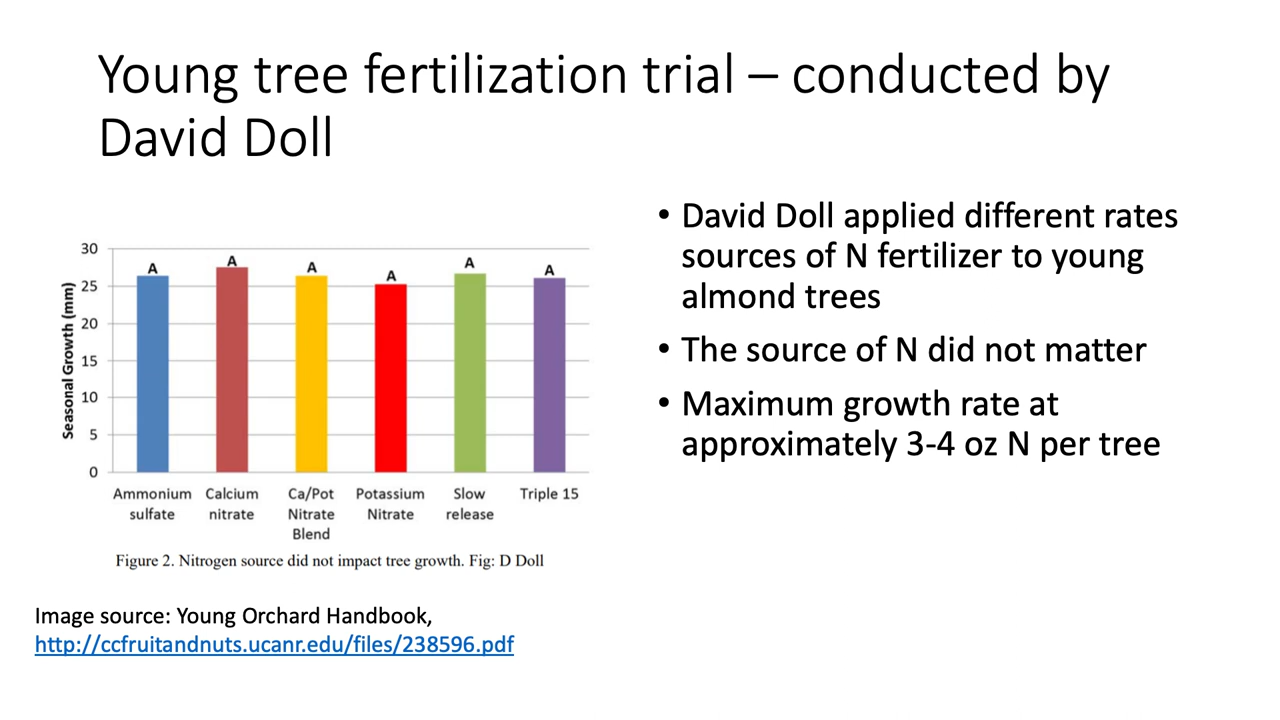 Young tree fertilization trial – conducted by
David Doll
30
25
20
15
10
5
0
Seasonal Growth (mm)
A A A A A A
Ammonium Calcium Ca/Pot Potassium Slow Triple 15
sulfate nitrate Nitrate Nitrate release
Blend
Figure 2. Nitrogen source did not impact tree growth. Fig: D Doll
Image source: Young Orchard Handbook,
http://ccfruitandnuts.ucanr.edu/files/238596.pdf
• David Doll applied different rates
sources of N fertilizer to young
almond trees
• The source of N did not matter
• Maximum growth rate at
approximately 3-4 oz N per tree